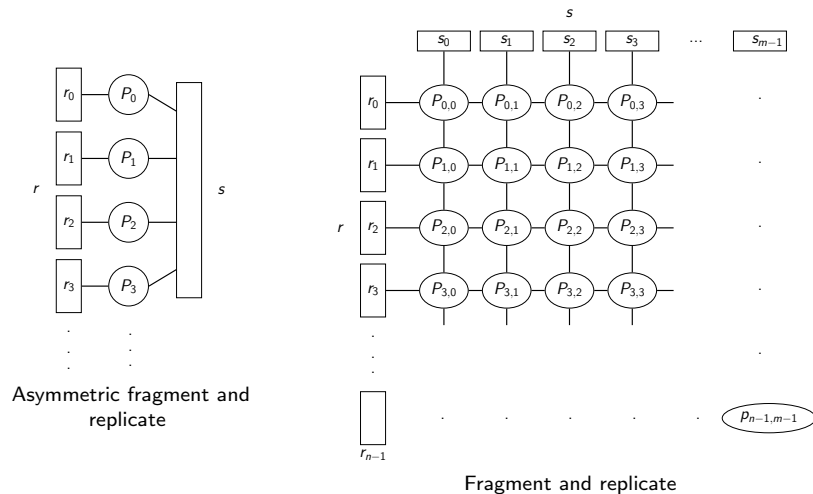 r
r0 P0
r1 P1
r2 P2
r3 P3
s
Asymmetric fragment and
replicate
s
s0 s1 s2 s3 ... sm−1
r
r0 P0,0 P0,1 P0,2 P0,3
r1 P1,0 P1,1 P1,2 P1,3
r2 P2,0 P2,1 P2,2 P2,3
r3 P3,0 P3,1 P3,2 P3,3
pn−1,m−1
rn−1
Fragment and replicate